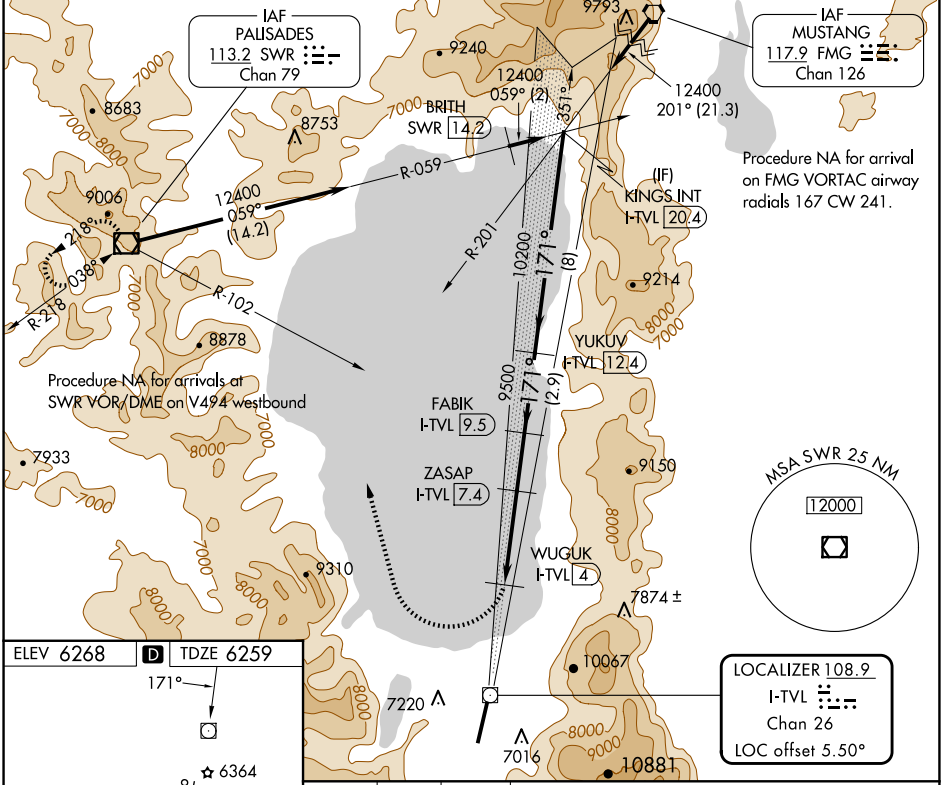 IAF
PALISADES
113.2 SWR
Chan 79
IAF
MUSTANG
117.9 FMG
Chan 126
9793
9240
12400
059° (2)
351°
12400
201° (21.3)
7000
7000
8683
8000
8753
BRITH
SWR 14.2
R-059
Procedure NA for arrival
on FMG VORTAC airway
radials 167 CW 241.
(IF)
KINGS INT
I-TVL 20.4
9006
12400
059°
(14.2)
218°
038°
R-218
R-201
10200
171°
(8)
R-102
9214
8000
7000
7000
8878
YUKUV
I-TVL 12.4
Procedure NA for arrivals at
SWR VOR/DME on V494 westbound
9500
171°
(2.9)
FABIK
I-TVL 9.5
8000
7933
7000
ZASAP
I-TVL 7.4
9150
8000
MSA SWR 25 NM
12000
7000
9310
8000
WUGUK
I-TVL 4
7874 ±
ELEV 6268
D
TDZE 6259
171°
6364
7220
8000
10067
7016
8000
9000
10881
LOCALIZER 108.9
I-TVL
Chan 26
LOC offset 5.50°